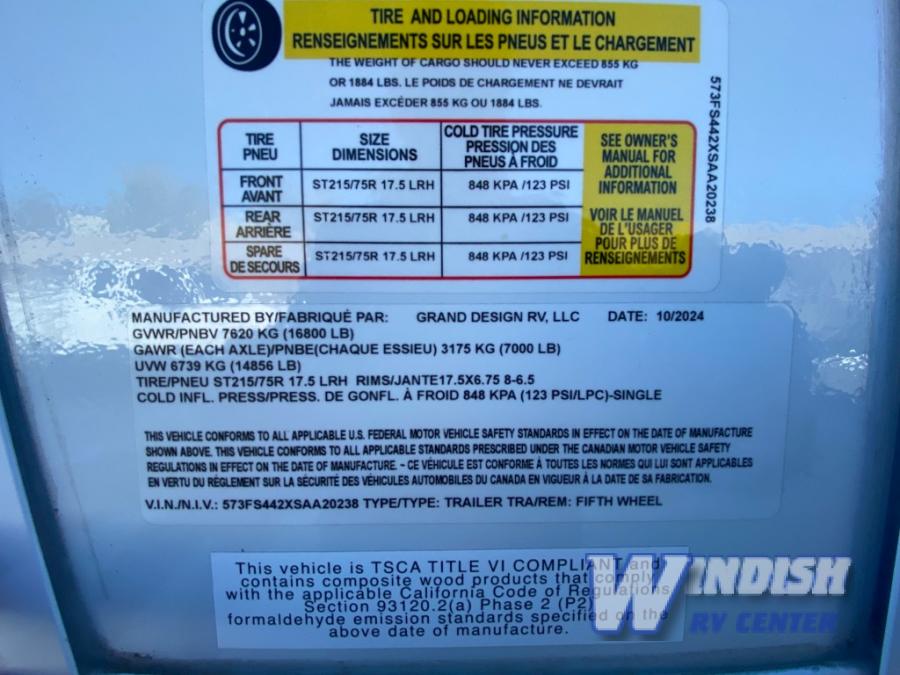 TIRE AND LOADING INFORMATION
RENSEIGNEMENTS SUR LES PNEUS ET LE CHARGEMENT
THE WEIGHT OF CARGO SHOULD NEVER EXCEED 855 KG
OR 1884 LBS. LE POIDS DE CHARGEMENT NE DEVRAIT
JAMAIS EXCÉDER 855 KG OU 1884 LBS.
TIRE
PNEU
SIZE
DIMENSIONS
COLD TIRE PRESSURE
PRESSION DES
PNEUS À FROID
FRONT
AVANT
ST215/75R 17.5 LRH
848 KPA /123 PSI
REAR
ARRIÈRE
ST215/75R 17.5 LRH
848 KPA /123 PSI
SPARE
DE SECOURS
ST215/75R 17.5 LRH
848 KPA /123 PSI
SEE OWNER'S
MANUAL FOR
ADDITIONAL
INFORMATION
VOIR LE MANUEL
DE L'USAGER
POUR PLUS DE
RENSEIGNEMENTS
573FS442XSAA20238
MANUFACTURED BY/FABRIQUÉ PAR: GRAND DESIGN RV, LLC DATE: 10/2024
GVWR/PNBV 7620 KG (16800 LB)
GAWR (EACH AXLE)/PNBE(CHAQUE ESSIEU) 3175 KG (7000 LB)
UVW 6739 KG (14856 LB)
TIRE/PNEU ST215/75R 17.5 LRH RIMS/JANTE17.5X6.75 8-6.5
COLD INFL. PRESS/PRESS. DE GONFL. À FROID 848 KPA (123 PSI/LPC)-SINGLE
THIS VEHICLE CONFORMS TO ALL APPLICABLE U.S. FEDERAL MOTOR VEHICLE SAFETY STANDARDS IN EFFECT ON THE DATE OF MANUFACTURE
SHOWN ABOVE. THIS VEHICLE CONFORMS TO ALL APPLICABLE STANDARDS PRESCRIBED UNDER THE CANADIAN MOTOR VEHICLE SAFETY
REGULATIONS IN EFFECT ON THE DATE OF MANUFACTURE. - CE VÉHICULE EST CONFORME À TOUTES LES NORMES QUI LUI SONT APPLICABLES
EN VERTU DU RÈGLEMENT SUR LA SÉCURITÉ DES VÉHICULES AUTOMOBILES DU CANADA EN VIGUEUR À LA DATE DE SA FABRICATION.
V.I.N./N.I.V.: 573FS442XSAA20238 TYPE/TYPE: TRAILER TRA/REM: FIFTH WHEEL
This vehicle is TSCA TITLE VI COMPLIANT and
contains composite wood products that comply
with the applicable California Code of Regulations
Section 93120.2(a) Phase 2 (P2)
formaldehyde emission standards specified on the
above date of manufacture.
WINDISH
RV CENTER